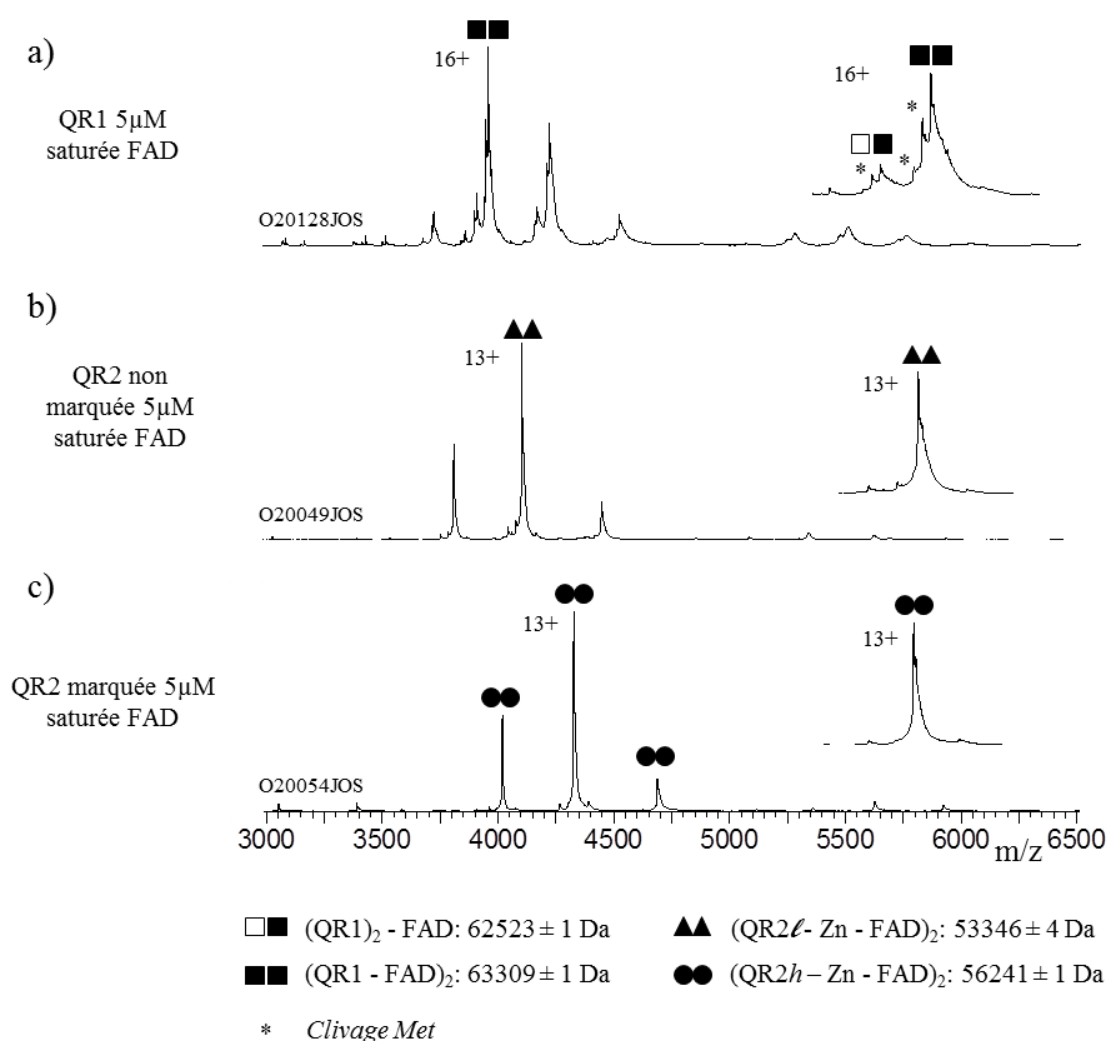 a)
16+
16+
*
*
*
QR1 5µM
saturée FAD
O20128JOS
b)
13+
13+
QR2 non
marquée 5µM
saturée FAD
O20049JOS
c)
13+
13+
QR2 marquée 5µM
saturée FAD
O20054JOS
3000 3500 4000 4500 5000 5500 6000 6500
m/z
(QR1)₂ - FAD: 62523 ± 1 Da
(QR2ℓ- Zn - FAD)₂: 53346 ± 4 Da
(QR1 - FAD)₂: 63309 ± 1 Da
(QR2h – Zn - FAD)₂: 56241 ± 1 Da
* Clivage Met